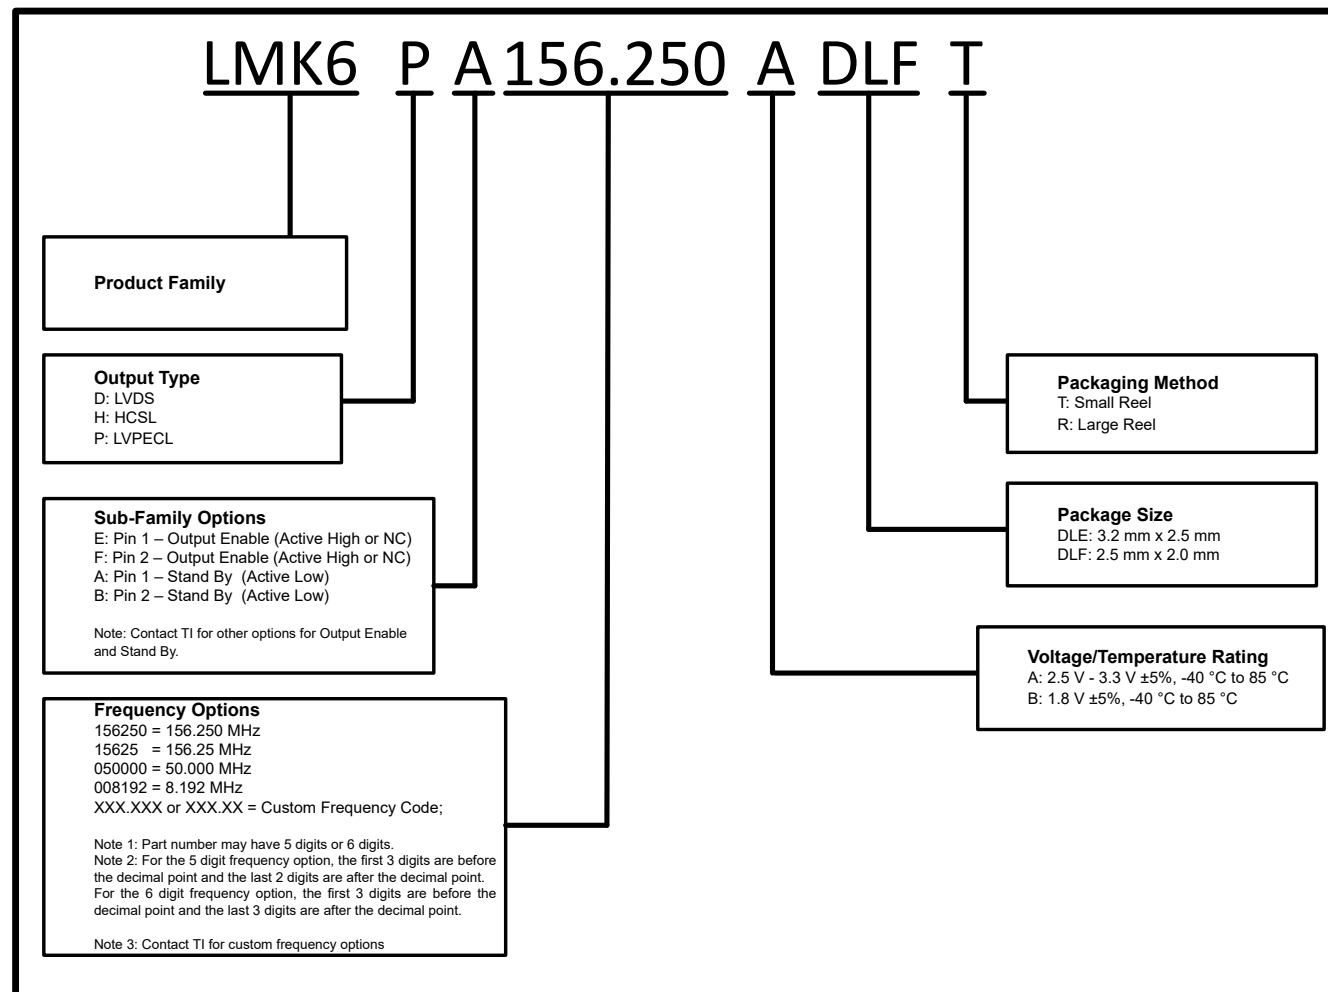 LMK6 P A 156.250 A DLF T
Product Family
Output Type
D: LVDS
H: HCSL
P: LVPECL
Sub-Family Options
E: Pin 1 – Output Enable (Active High or NC)
F: Pin 2 – Output Enable (Active High or NC)
A: Pin 1 – Stand By  (Active Low)
B: Pin 2 – Stand By  (Active Low)
Note: Contact TI for other options for Output Enable
and Stand By.
Frequency Options
156250 = 156.250 MHz
15625   = 156.25 MHz
050000 = 50.000 MHz
008192 = 8.192 MHz
XXX.XXX or XXX.XX = Custom Frequency Code;
Note 1: Part number may have 5 digits or 6 digits.
Note 2: For the 5 digit frequency option, the first 3 digits are before
the decimal point and the last 2 digits are after the decimal point.
For the 6 digit frequency option, the first 3 digits are before the
decimal point and the last 3 digits are after the decimal point.
Note 3: Contact TI for custom frequency options
Packaging Method
T: Small Reel
R: Large Reel
Package Size
DLE: 3.2 mm x 2.5 mm
DLF: 2.5 mm x 2.0 mm
Voltage/Temperature Rating
A: 2.5 V - 3.3 V ±5%, -40 °C to 85 °C
B: 1.8 V ±5%, -40 °C to 85 °C